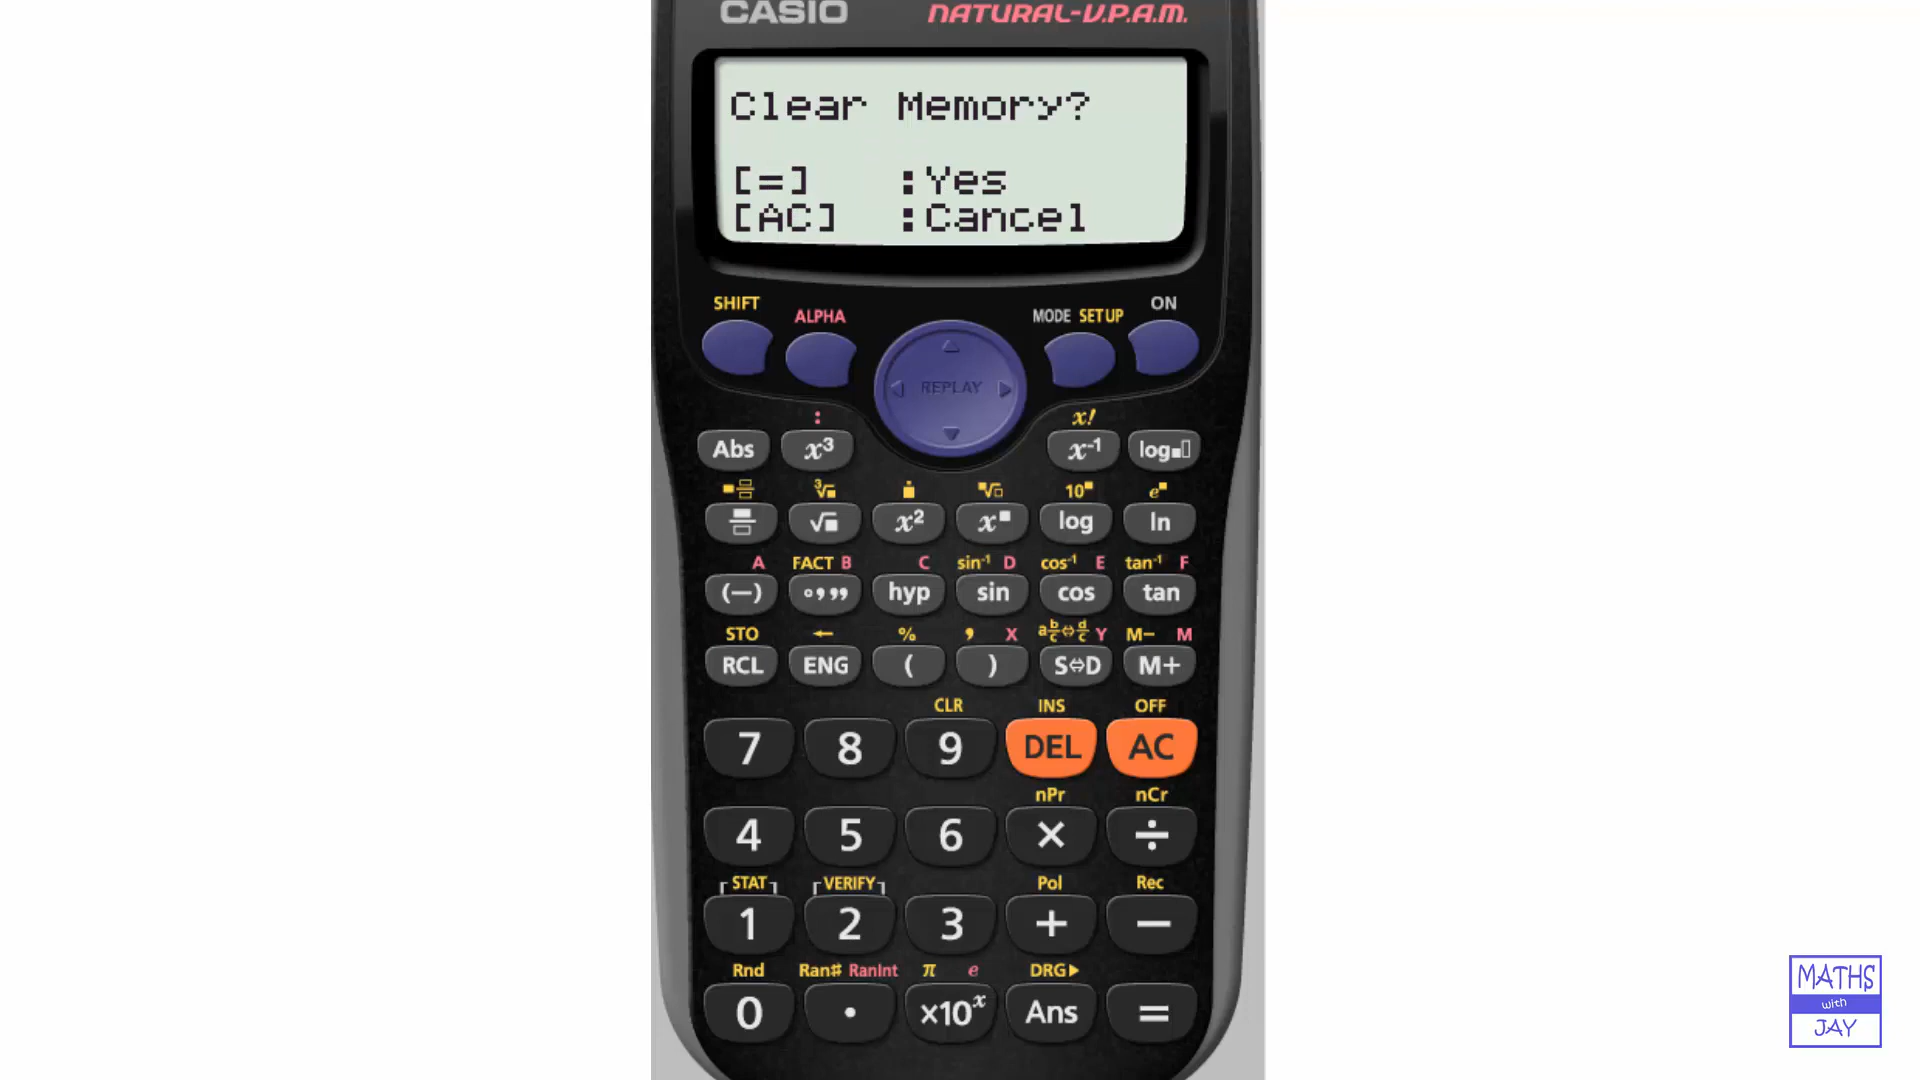 CASIO NATURAL-V.P.A.M.
Clear Memory?
[=] :Yes
[AC] :Cancel
SHIFT ALPHA MODE SETUP ON
REPLAY
: x!
Abs x³ x⁻¹ log■▯
■▭/▭ ³√■ ■ ■√▯ 10■ e■
■/▭ √■ x² x■ log ln
A FACT B C sin⁻¹ D cos⁻¹ E tan⁻¹ F
(−) °,,, hyp sin cos tan
STO ← % , X a b/c⇔d/c Y M− M
RCL ENG ( ) S⇔D M+
CLR INS OFF
7 8 9 DEL AC
nPr nCr
4 5 6 × ÷
STAT VERIFY Pol Rec
1 2 3 + −
Rnd Ran# RanInt π e DRG▶
0 . ×10ˣ Ans =
MATHS
with
JAY